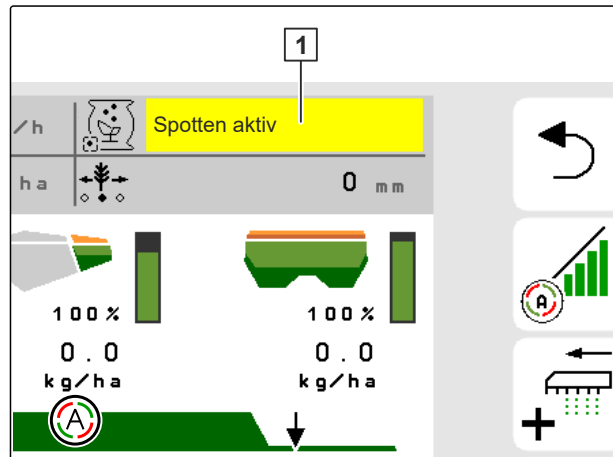 1
/h
Spotten aktiv
ha
0 mm
A
100% 100%
0.0 0.0
kg/ha kg/ha
A